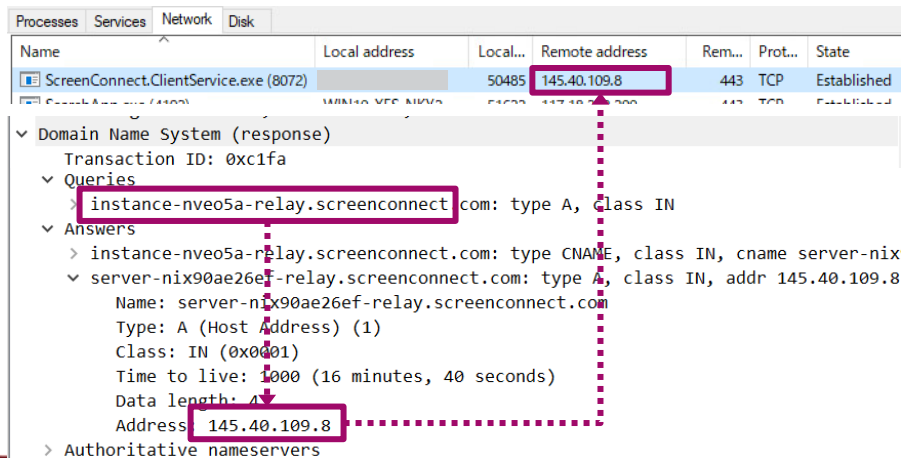 Processes Services Network Disk
Name Local address Local... Remote address Rem... Prot... State
ScreenConnect.ClientService.exe (8072) 50485 145.40.109.8 443 TCP Established
Domain Name System (response)
Transaction ID: 0xc1fa
Queries
instance-nveo5a-relay.screenconnect.com: type A, class IN
Answers
instance-nveo5a-relay.screenconnect.com: type CNAME, class IN, cname server-nix
server-nix90ae26ef-relay.screenconnect.com: type A, class IN, addr 145.40.109.8
Name: server-nix90ae26ef-relay.screenconnect.com
Type: A (Host Address) (1)
Class: IN (0x0001)
Time to live: 1000 (16 minutes, 40 seconds)
Data length: 4
Address: 145.40.109.8
Authoritative nameservers